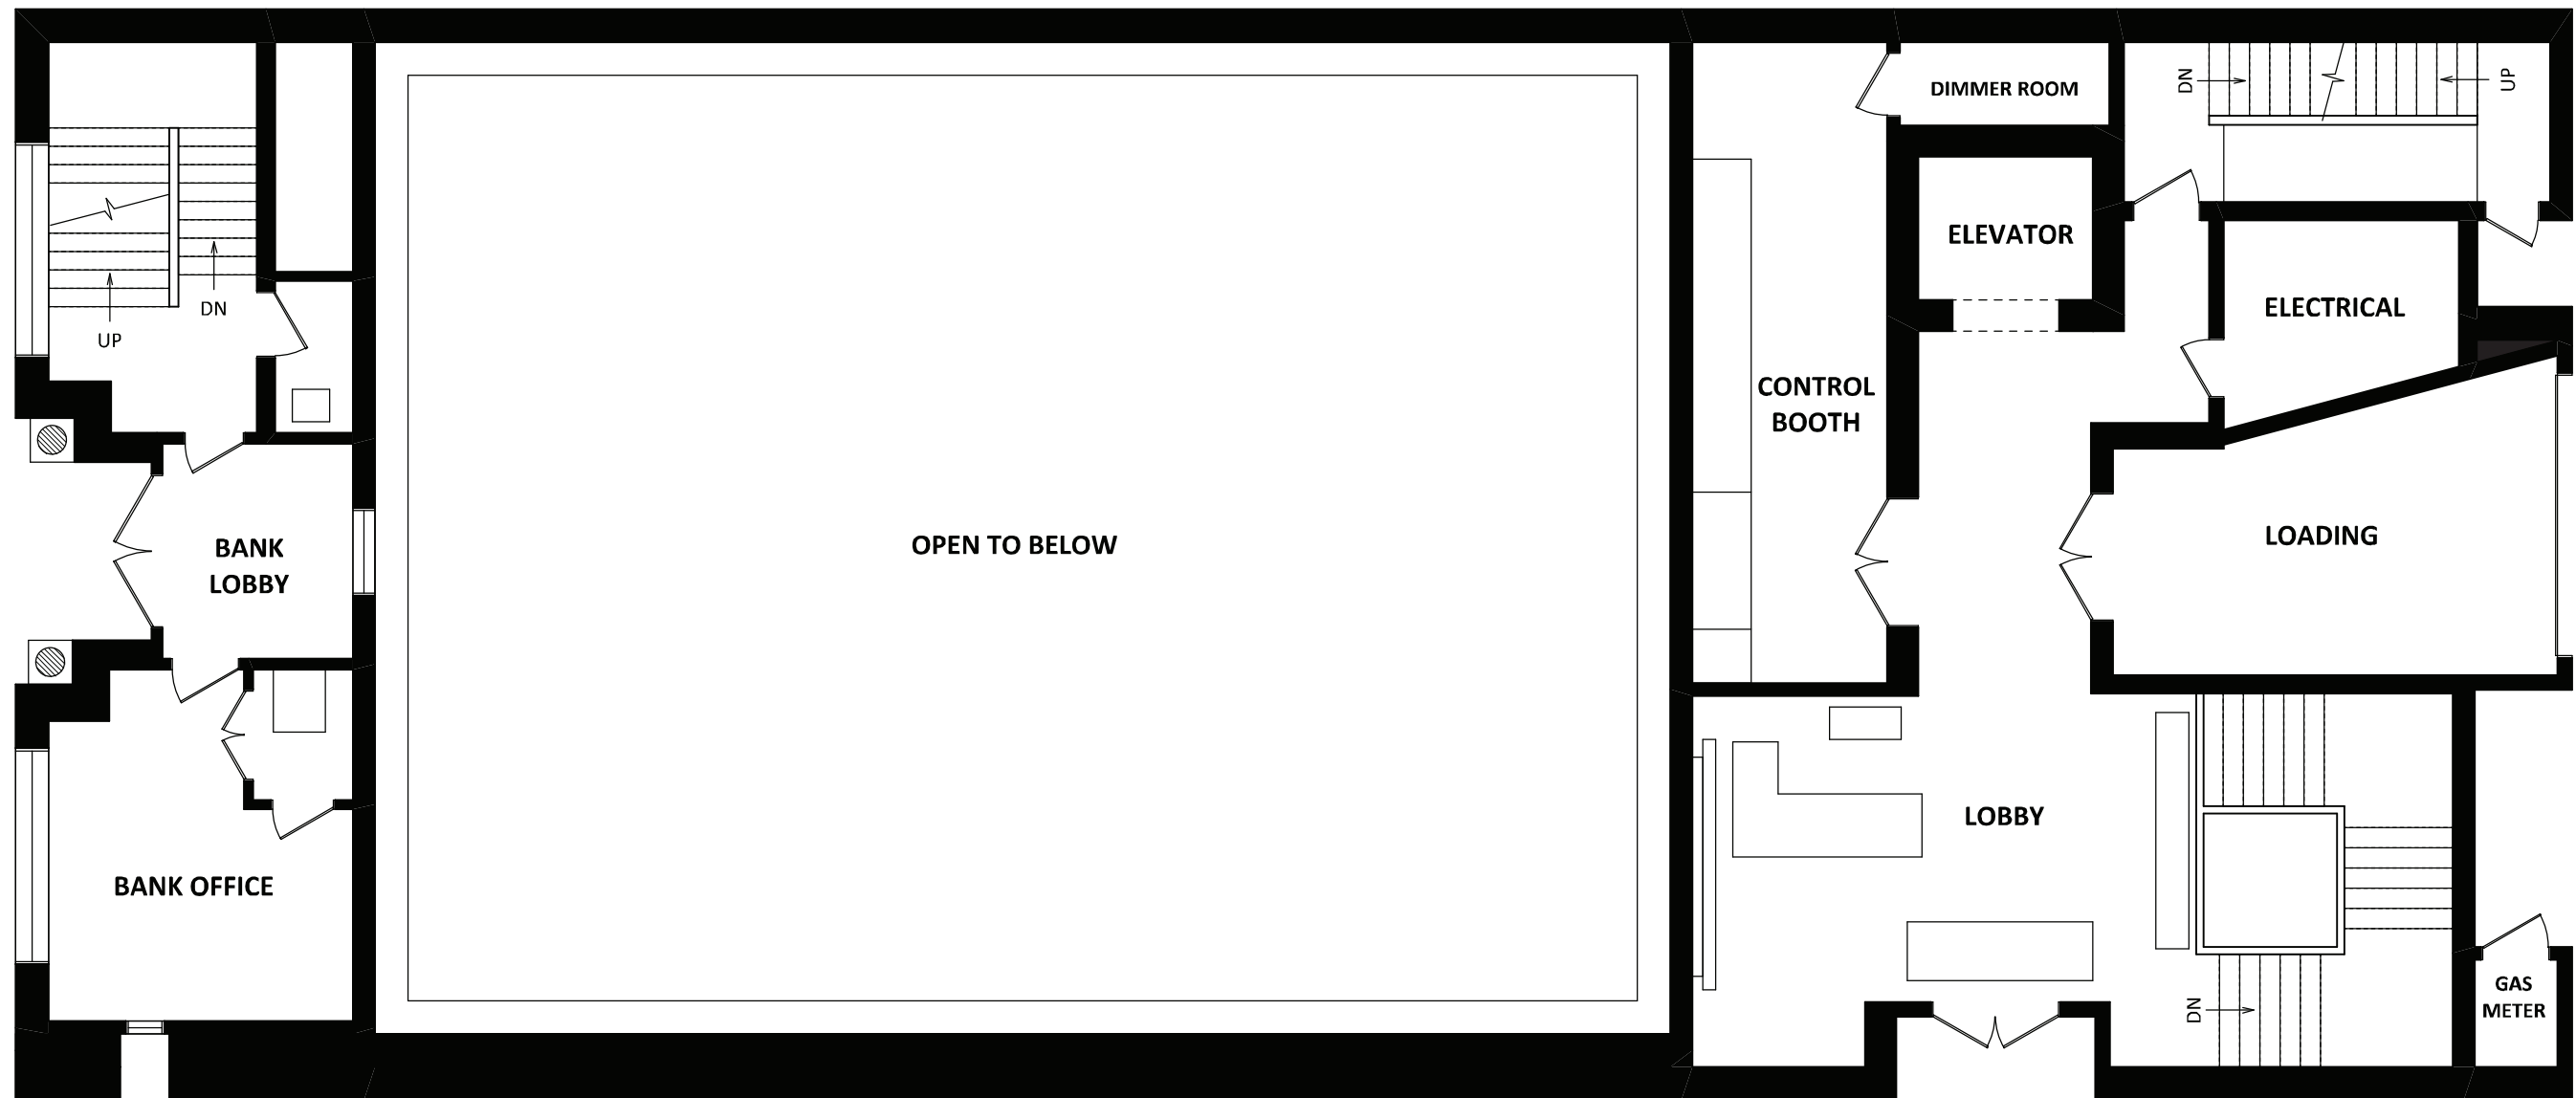 DN
UP
DIMMER ROOM
ELEVATOR
ELECTRICAL
DN
UP
CONTROL
BOOTH
OPEN TO BELOW
BANK
LOBBY
LOADING
LOBBY
BANK OFFICE
GAS
METER
DN